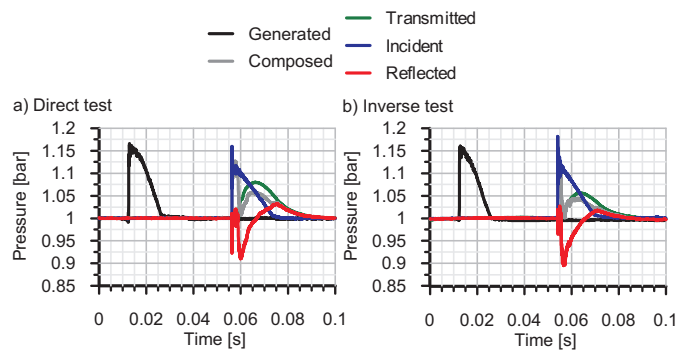 Generated
Composed
Transmitted
Incident
Reflected
a) Direct test
b) Inverse test
Pressure [bar]
1.2
1.15
1.1
1.05
1
0.95
0.9
0.85
0
0.02
0.04
0.06
0.08
0.1
Time [s]
Pressure [bar]
1.2
1.15
1.1
1.05
1
0.95
0.9
0.85
0
0.02
0.04
0.06
0.08
0.1
Time [s]